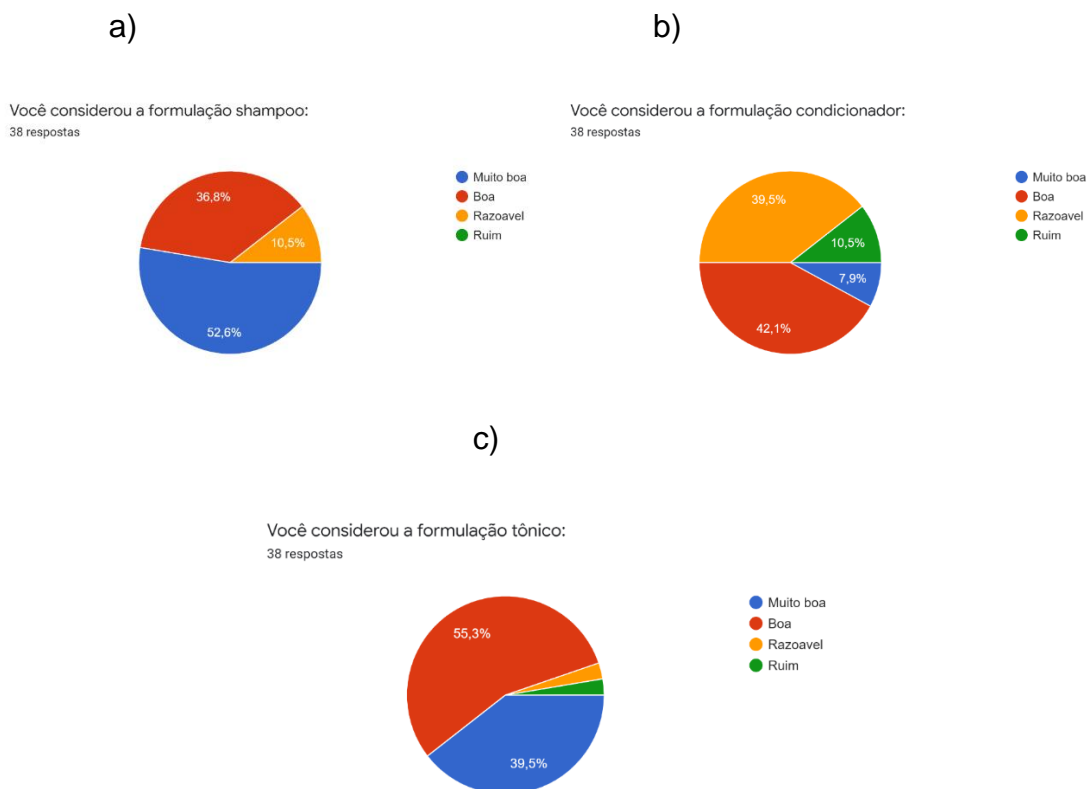 a)
Você considerou a formulação shampoo:
38 respostas
36,8%
10,5%
52,6%
Muito boa
Boa
Razoavel
Ruim
b)
Você considerou a formulação condicionador:
38 respostas
39,5%
10,5%
7,9%
42,1%
Muito boa
Boa
Razoavel
Ruim
c)
Você considerou a formulação tônico:
38 respostas
55,3%
39,5%
Muito boa
Boa
Razoavel
Ruim